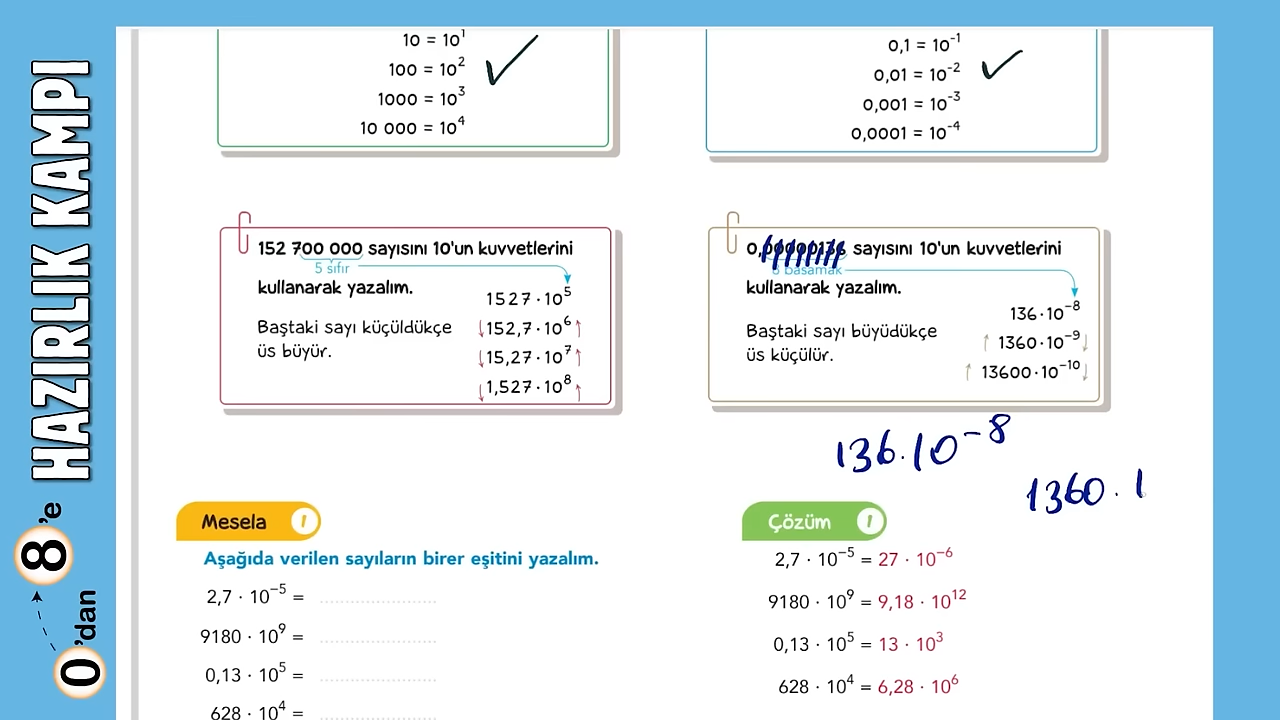 0'dan 8'e HAZIRLIK KAMPI
10 = 10¹
100 = 10²
1000 = 10³
10 000 = 10⁴
0,1 = 10⁻¹
0,01 = 10⁻²
0,001 = 10⁻³
0,0001 = 10⁻⁴
152 700 000 sayısını 10'un kuvvetlerini
5 sıfır
kullanarak yazalım.
1527 · 10⁵
Baştaki sayı küçüldükçe
üs büyür.
↓152,7 · 10⁶↑
↓15,27 · 10⁷↑
↓1,527 · 10⁸↑
0,00000136 sayısını 10'un kuvvetlerini
8 basamak
kullanarak yazalım.
136 · 10⁻⁸
Baştaki sayı büyüdükçe
üs küçülür.
↑ 1360 · 10⁻⁹↓
↑ 13600 · 10⁻¹⁰↓
136.10⁻⁸
1360 . 1
Mesela 1
Aşağıda verilen sayıların birer eşitini yazalım.
2,7 · 10⁻⁵ = ....................
9180 · 10⁹ = ....................
0,13 · 10⁵ = ....................
628 · 10⁴ = ....................
Çözüm 1
2,7 · 10⁻⁵ = 27 · 10⁻⁶
9180 · 10⁹ = 9,18 · 10¹²
0,13 · 10⁵ = 13 · 10³
628 · 10⁴ = 6,28 · 10⁶